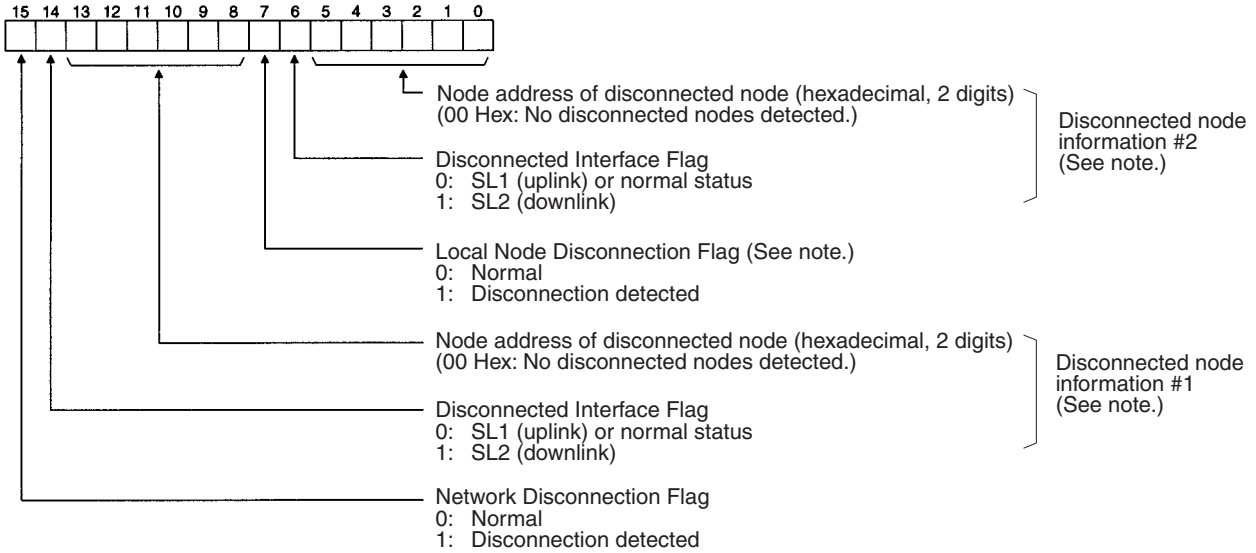 15 14 13 12 11 10 9 8 7 6 5 4 3 2 1 0
Node address of disconnected node (hexadecimal, 2 digits)
(00 Hex: No disconnected nodes detected.)
Disconnected Interface Flag
0: SL1 (uplink) or normal status
1: SL2 (downlink)
Disconnected node
information #2
(See note.)
Local Node Disconnection Flag (See note.)
0: Normal
1: Disconnection detected
Node address of disconnected node (hexadecimal, 2 digits)
(00 Hex: No disconnected nodes detected.)
Disconnected Interface Flag
0: SL1 (uplink) or normal status
1: SL2 (downlink)
Disconnected node
information #1
(See note.)
Network Disconnection Flag
0: Normal
1: Disconnection detected